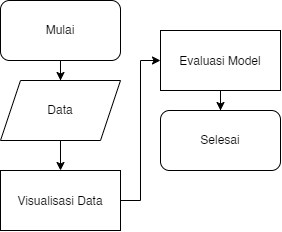 Mulai
Data
Visualisasi Data
Evaluasi Model
Selesai